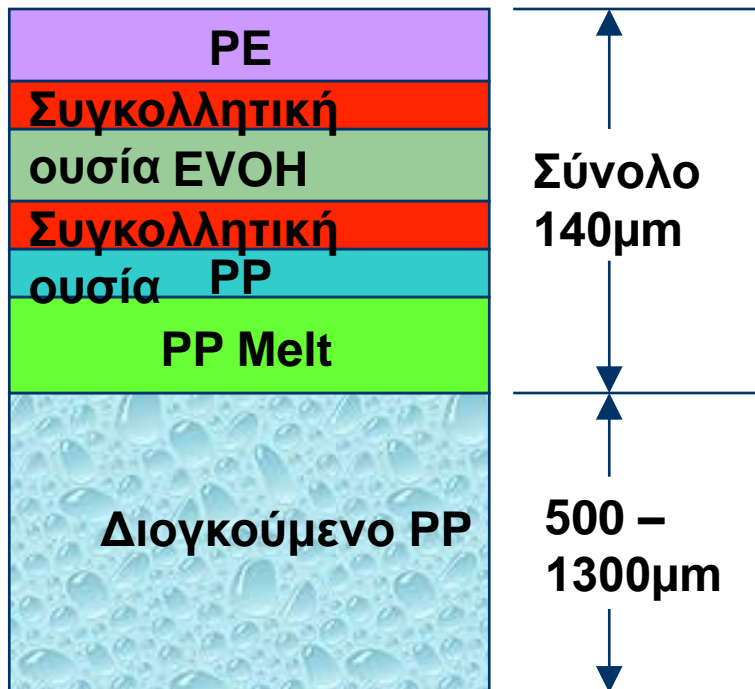 PE
Συγκολλητική
ουσία EVOH
Συγκολλητική
ουσία PP
PP Melt
Σύνολο
140μm
Διογκούμενο PP
500 –
1300μm